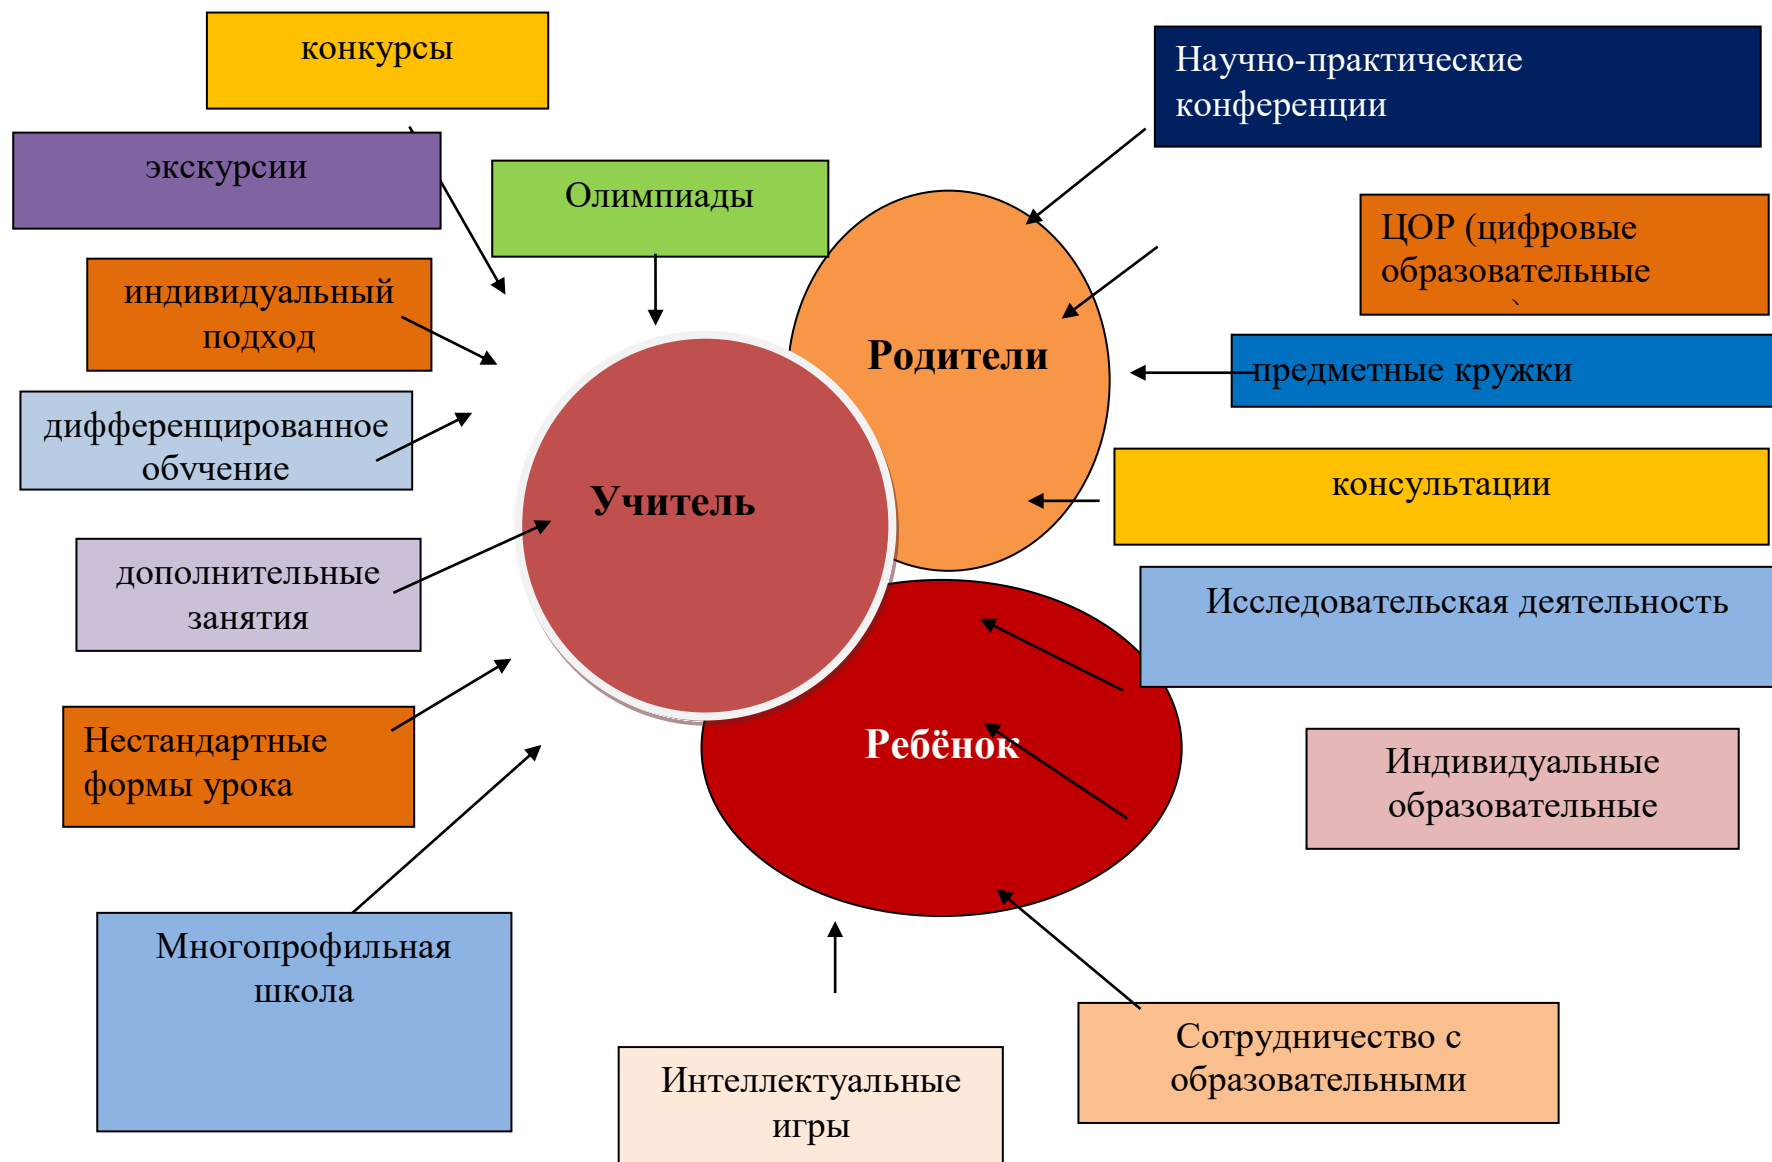 конкурсы
Научно-практические
конференции
экскурсии
Олимпиады
ЦОР (цифровые
образовательные
индивидуальный
подход
Родители
предметные кружки
дифференцированное
обучение
Учитель
консультации
дополнительные
занятия
Исследовательская деятельность
Нестандартные
формы урока
Ребёнок
Индивидуальные
образовательные
Многопрофильная
школа
Сотрудничество с
образовательными
Интеллектуальные
игры